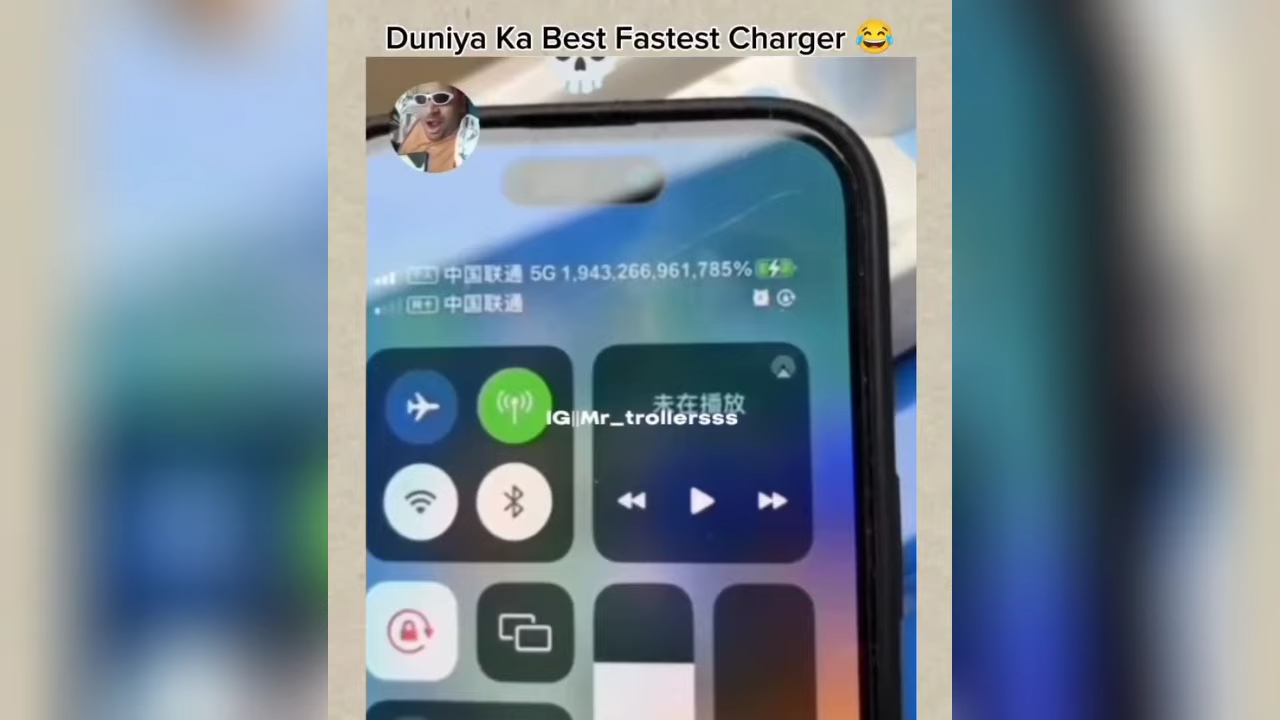 Duniya Ka Best Fastest Charger 😂
中国联通 5G 1,943,266,961,785%
中国联通
未在播放
IG||Mr_trollersss